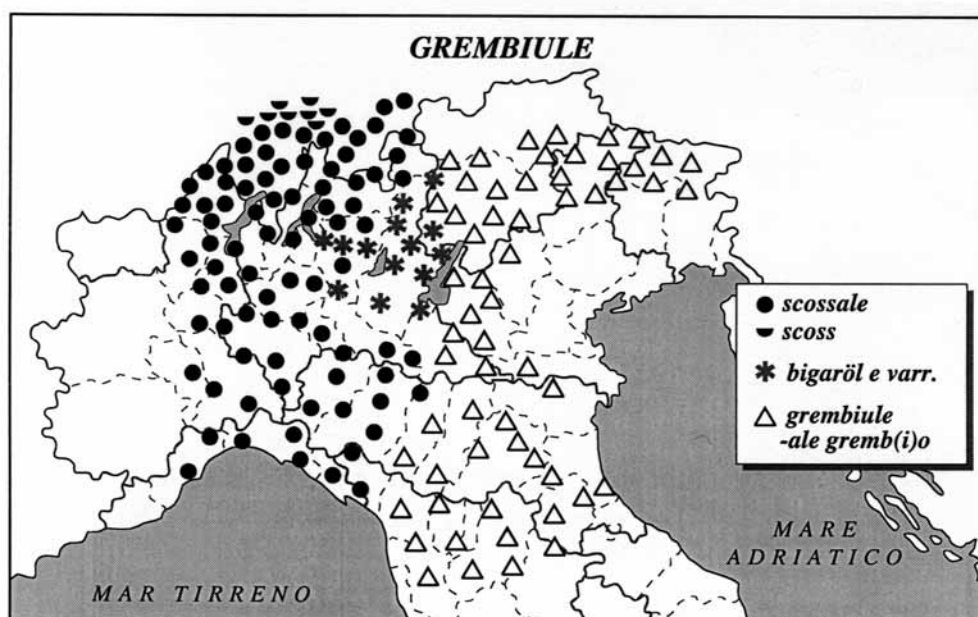 GREMBIULE
scossale
scoss
bigaröl e varr.
grembiule
-ale gremb(i)o
MARE
ADRIATICO
MAR TIRRENO